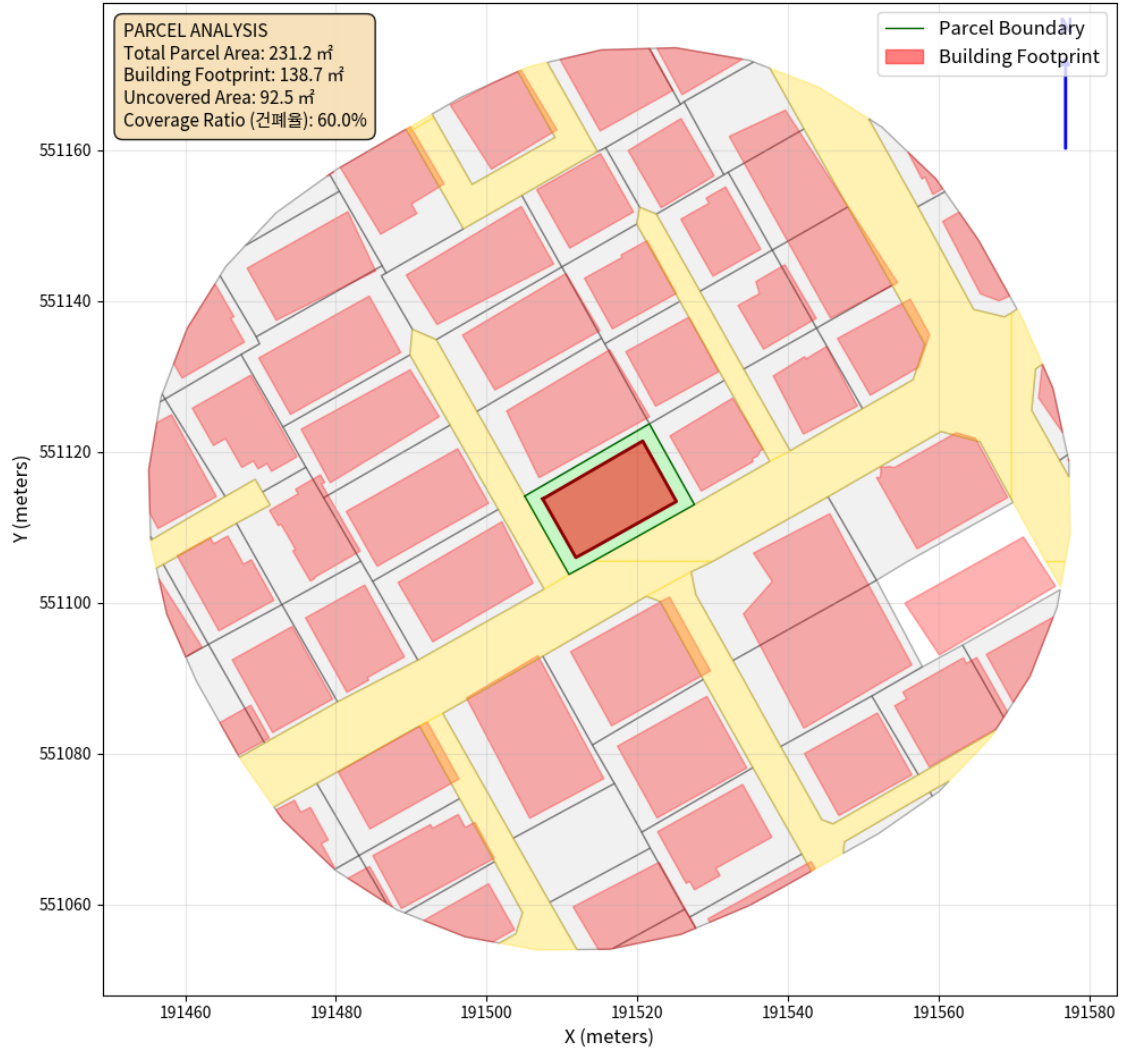 PARCEL ANALYSIS
Total Parcel Area: 231.2 ㎡
Building Footprint: 138.7 ㎡
Uncovered Area: 92.5 ㎡
Coverage Ratio (건폐율): 60.0%
Parcel Boundary
Building Footprint
N
551160
551140
551120
551100
551080
551060
Y (meters)
191460
191480
191500
191520
191540
191560
191580
X (meters)